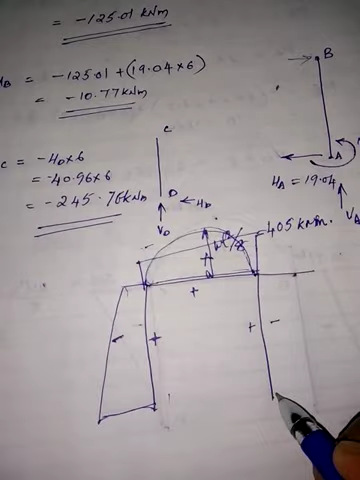 = -125.01 kNm
MB = -125.01 + (19.04×6)
= -10.77 kNm
B
A
HA = 19.04
VA
C
C = -HD×6
= -40.96×6
= -245.76 kNm
D
HD
VD
405 kNm.
+
-
+
-
+
-